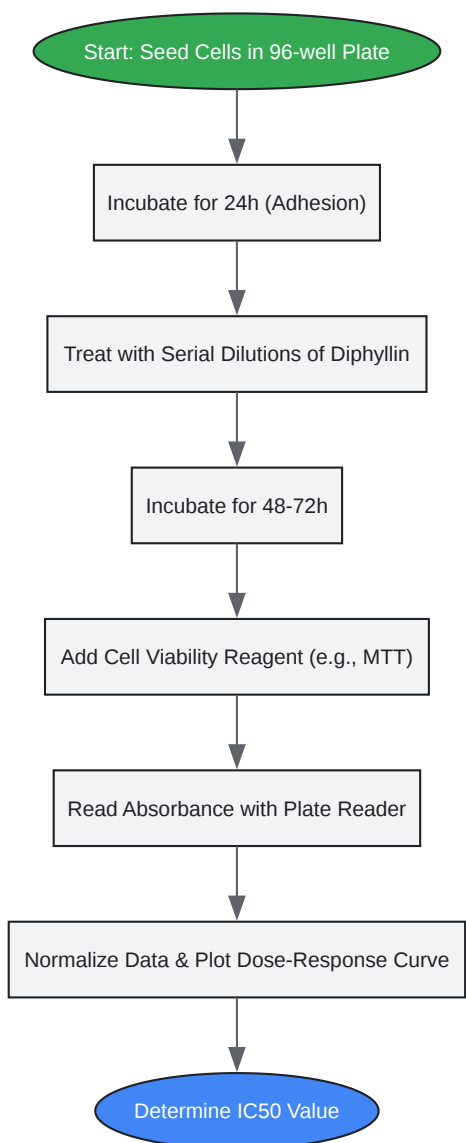 Start: Seed Cells in 96-well Plate
Incubate for 24h (Adhesion)
Treat with Serial Dilutions of Diphyllin
Incubate for 48-72h
Add Cell Viability Reagent (e.g., MTT)
Read Absorbance with Plate Reader
Normalize Data & Plot Dose-Response Curve
Determine IC50 Value